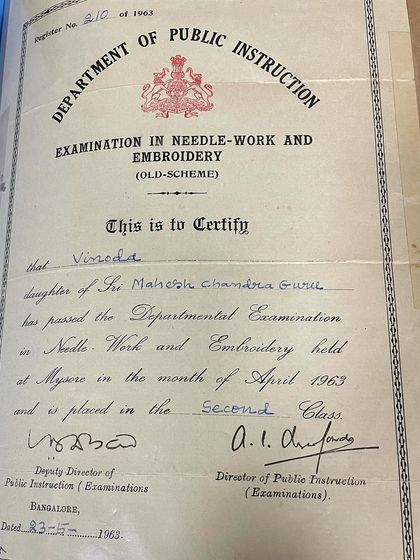 Register No. 210 of 1963
DEPARTMENT OF PUBLIC INSTRUCTION
EXAMINATION IN NEEDLE-WORK AND
EMBROIDERY
(OLD-SCHEME)
This is to Certify
that Vinoda
daughter of Sri Mahesh Chandra Guru
has passed the Departmental Examination
in Needle-Work and Embroidery held
at Mysore in the month of April 1963
and is placed in the Second Class.
Deputy Director of
Public Instruction (Examinations
Director of Public Instruction
(Examinations).
BANGALORE,
Dated 23-5- 1963.